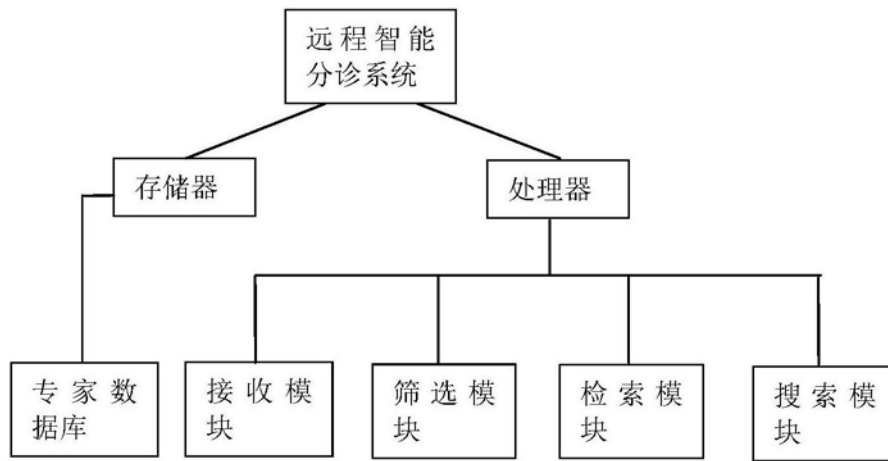 远程智能
分诊系统
存储器
处理器
专家数
据库
接收模
块
筛选模
块
检索模
块
搜索模
块